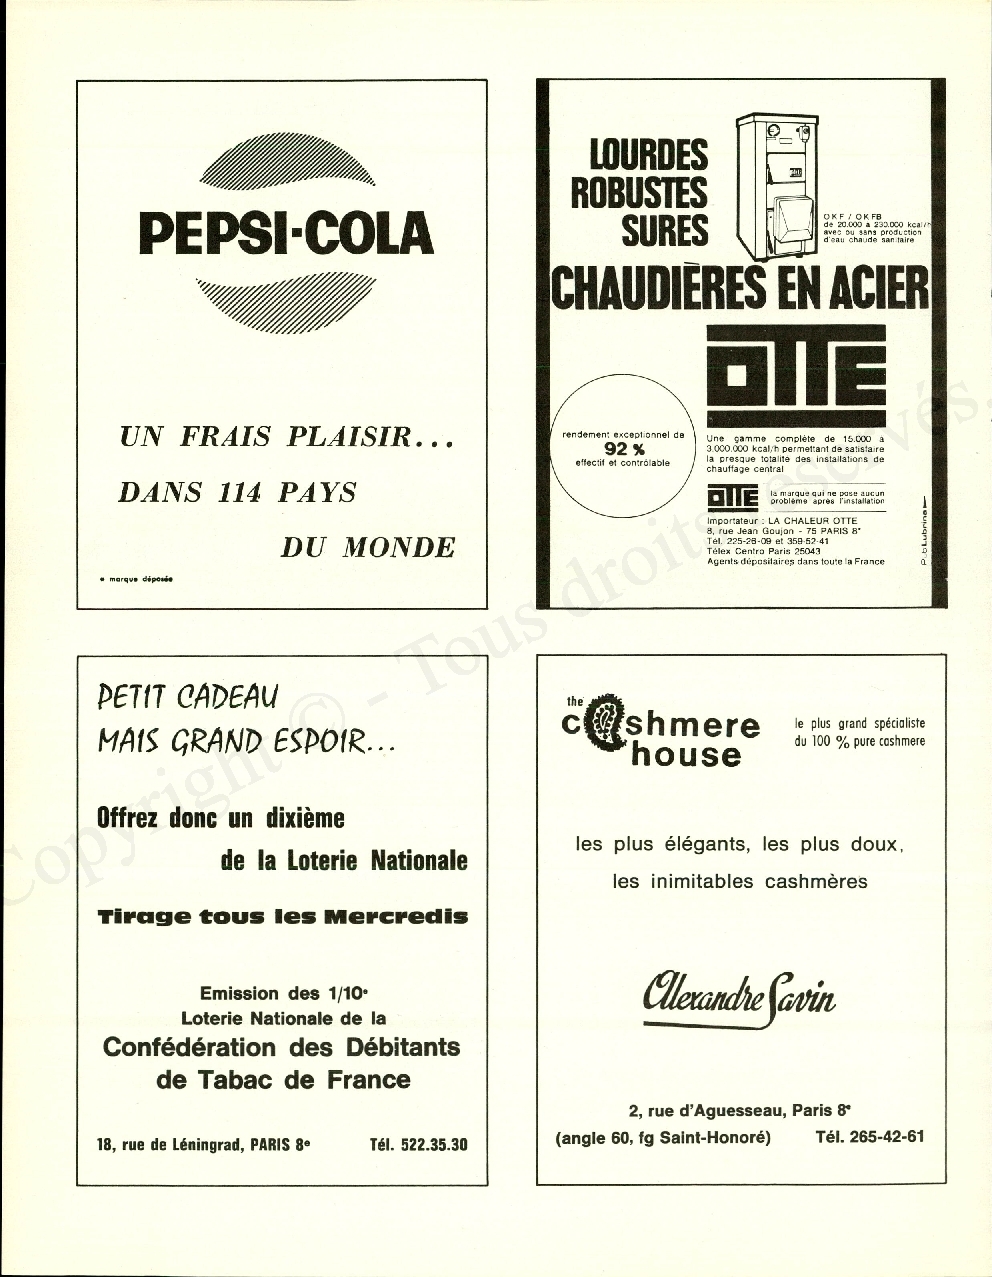 PEPSI-COLA
UN FRAIS PLAISIR...
DANS 114 PAYS
DU MONDE
marque déposée
LOURDES
ROBUSTES
SURES
OKF / OKFB
de 20.000 à 230.000 kcal/h
avec ou sans production
d'eau chaude sanitaire
CHAUDIÈRES EN ACIER
OTTE
rendement exceptionnel de
92 %
effectif et contrôlable
Une gamme complète de 15.000 à
3.000.000 kcal/h permettant de satisfaire
la presque totalité des installations de
chauffage central
OTTE
la marque qui ne pose aucun
problème après l'installation
Importateur : LA CHALEUR OTTE
8, rue Jean Goujon - 75 PARIS 8e
Tél. 225-26-09 et 359-52-41
Télex Centro Paris 25043
Agents dépositaires dans toute la France
PETIT CADEAU
MAIS GRAND ESPOIR...
Offrez donc un dixième
de la Loterie Nationale
Tirage tous les Mercredis
Emission des 1/10e
Loterie Nationale de la
Confédération des Débitants
de Tabac de France
18, rue de Léningrad, PARIS 8e Tél. 522.35.30
the
cashmere
house
le plus grand spécialiste
du 100 % pure cashmere
les plus élégants, les plus doux,
les inimitables cashmères
Alexandre Savin
2, rue d'Aguesseau, Paris 8e
(angle 60, fg Saint-Honoré) Tél. 265-42-61
Copyright © - Tous droits réservés.